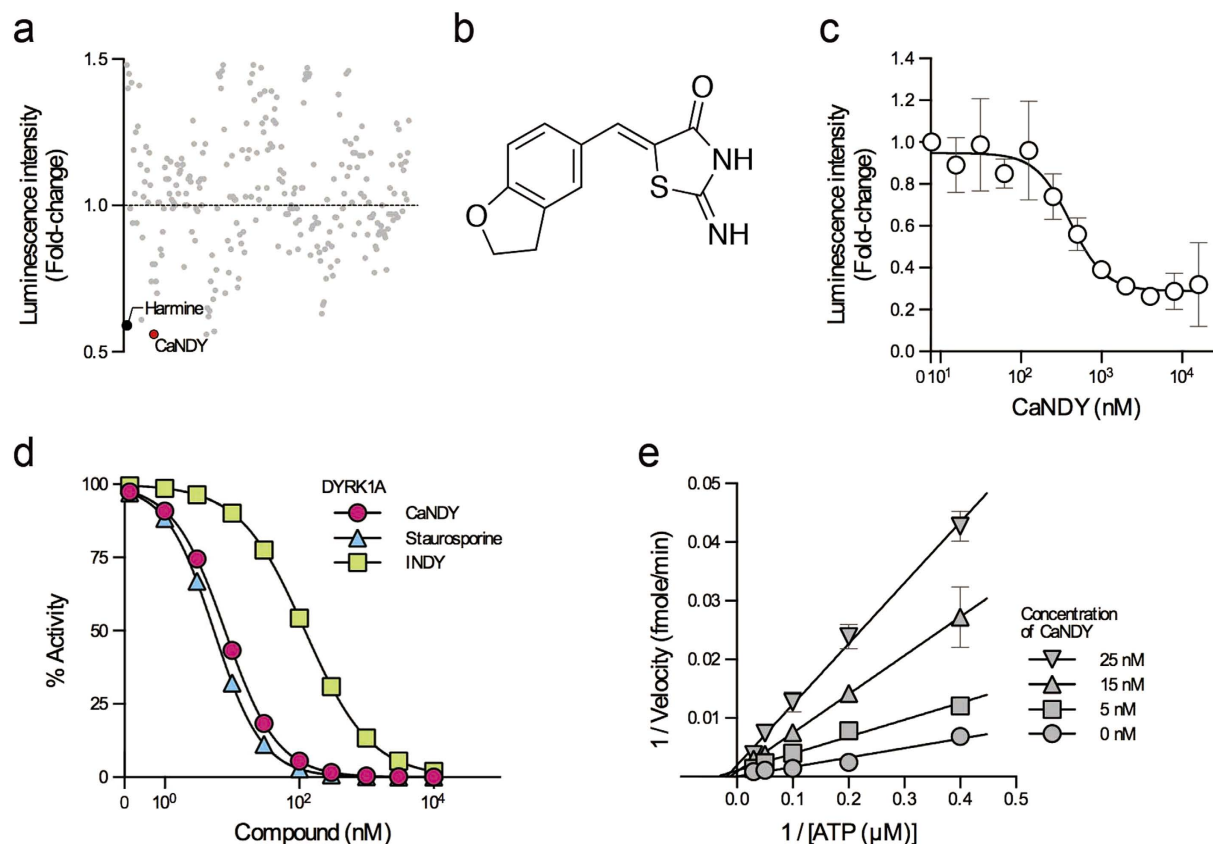 a
1.5
1.0
0.5
Luminescence intensity
(Fold-change)
Harmine
CaNDY
b
O
NH
S
NH
O
c
1.4
1.2
1.0
0.8
0.6
0.4
0.2
0.0
Luminescence intensity
(Fold-change)
0 10¹ 10² 10³ 10⁴
CaNDY (nM)
d
100
75
50
25
0
% Activity
DYRK1A
CaNDY
Staurosporine
INDY
0 10⁰ 10² 10⁴
Compound (nM)
e
0.05
0.04
0.03
0.02
0.01
1 / Velocity (fmole/min)
Concentration
of CaNDY
25 nM
15 nM
5 nM
0 nM
0.0 0.1 0.2 0.3 0.4 0.5
1 / [ATP (μM)]